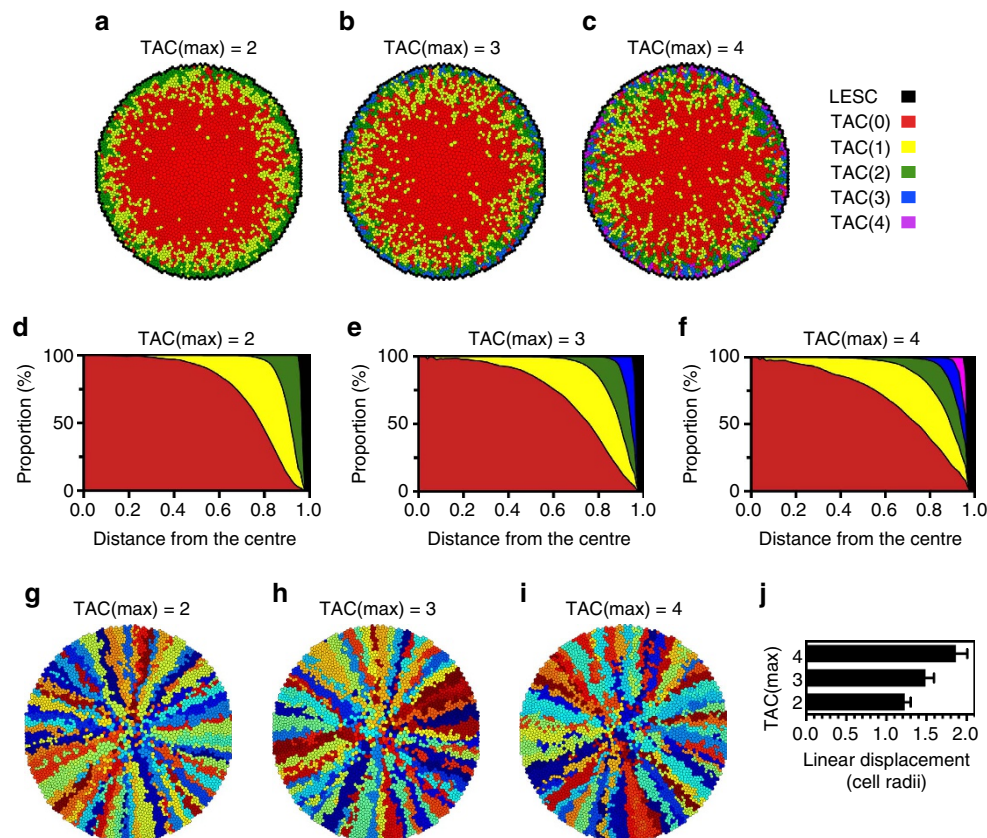 a
TAC(max) = 2
b
TAC(max) = 3
c
TAC(max) = 4
LESC
TAC(0)
TAC(1)
TAC(2)
TAC(3)
TAC(4)
d
TAC(max) = 2
Proportion (%)
100
50
0
0.0 0.2 0.4 0.6 0.8 1.0
Distance from the centre
e
TAC(max) = 3
Proportion (%)
100
50
0
0.0 0.2 0.4 0.6 0.8 1.0
Distance from the centre
f
TAC(max) = 4
Proportion (%)
100
50
0
0.0 0.2 0.4 0.6 0.8 1.0
Distance from the centre
g
TAC(max) = 2
h
TAC(max) = 3
i
TAC(max) = 4
j
TAC(max)
4
3
2
0.0 0.5 1.0 1.5 2.0
Linear displacement
(cell radii)